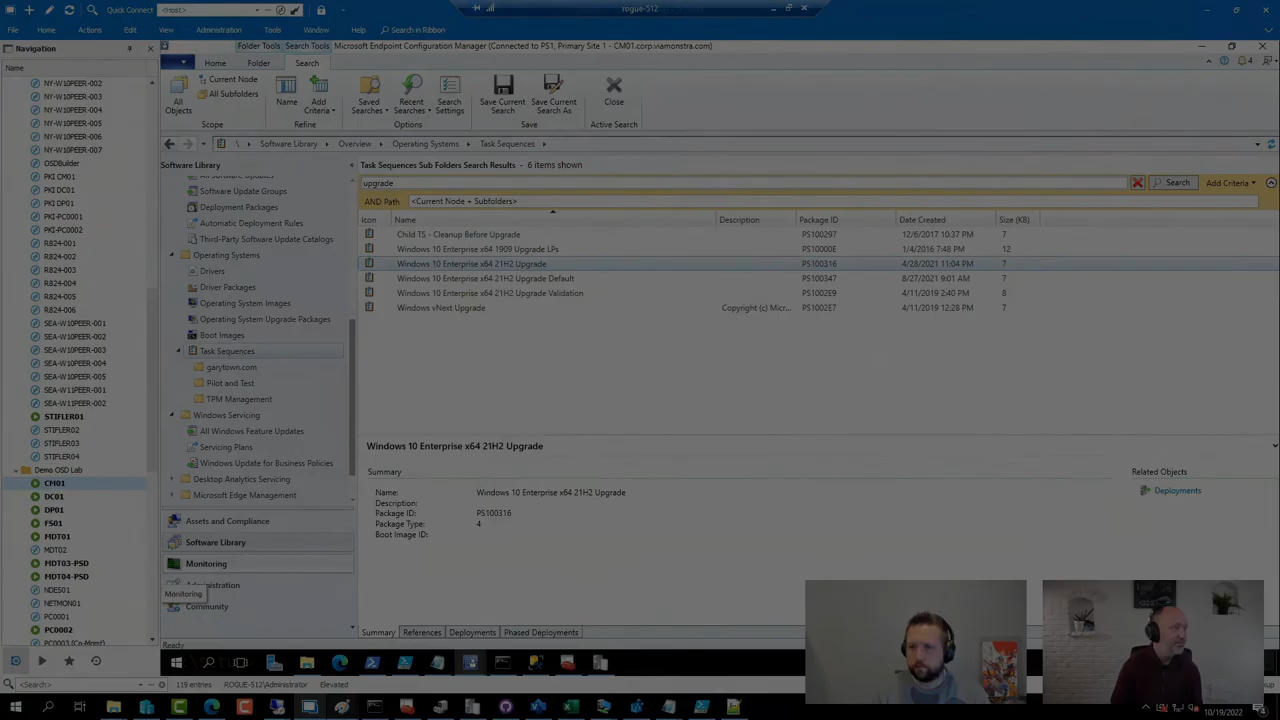 Quick Connect <Host>
rogue-512
File Home Actions Edit View Administration Tools Window Help Search in Ribbon
Navigation
Name
NY-W10PEER-002
NY-W10PEER-003
NY-W10PEER-004
NY-W10PEER-005
NY-W10PEER-006
NY-W10PEER-007
OSDBuilder
PKI CM01
PKI DC01
PKI DP01
PKI-PC0001
PKI-PC0002
R824-001
R824-002
R824-003
R824-004
R824-005
R824-006
SEA-W10PEER-001
SEA-W10PEER-002
SEA-W10PEER-003
SEA-W10PEER-004
SEA-W10PEER-005
SEA-W11PEER-001
SEA-W11PEER-002
STIFLER01
STIFLER02
STIFLER03
STIFLER04
Demo OSD Lab
CM01
DC01
DP01
FS01
MDT01
MDT02
MDT03-PSD
MDT04-PSD
NDES01
NETMON01
PC0001
PC0002
PC0003 (Co-Mgmt)
<Search>
119 entries ROGUE-512\Administrator Elevated
Folder Tools Search Tools Microsoft Endpoint Configuration Manager (Connected to PS1, Primary Site 1 - CM01.corp.viamonstra.com)
Home Folder Search
4
All Objects
Current Node
All Subfolders
Scope
Name
Add Criteria
Refine
Saved Searches
Recent Searches
Search Settings
Options
Save Current Search
Save Current Search As
Save
Close
Active Search
\ Software Library \ Overview \ Operating Systems \ Task Sequences
Software Library
Software Update Groups
Deployment Packages
Automatic Deployment Rules
Third-Party Software Update Catalogs
Operating Systems
Drivers
Driver Packages
Operating System Images
Operating System Upgrade Packages
Boot Images
Task Sequences
garytown.com
Pilot and Test
TPM Management
Windows Servicing
All Windows Feature Updates
Servicing Plans
Windows Update for Business Policies
Desktop Analytics Servicing
Microsoft Edge Management
Assets and Compliance
Software Library
Monitoring
Administration
Monitoring
Community
Ready
Task Sequences Sub Folders Search Results - 6 items shown
upgrade Search Add Criteria
AND Path <Current Node + Subfolders>
Icon Name Description Package ID Date Created Size (KB)
Child TS - Cleanup Before Upgrade PS100297 12/6/2017 10:37 PM 7
Windows 10 Enterprise x64 1909 Upgrade LPs PS10000E 1/4/2016 7:48 PM 12
Windows 10 Enterprise x64 21H2 Upgrade PS100316 4/28/2021 11:04 PM 7
Windows 10 Enterprise x64 21H2 Upgrade Default PS100347 8/27/2021 9:01 AM 7
Windows 10 Enterprise x64 21H2 Upgrade Validation PS1002E9 4/11/2019 2:40 PM 8
Windows vNext Upgrade Copyright (c) Micr... PS1002E7 4/11/2019 12:28 PM 7
Windows 10 Enterprise x64 21H2 Upgrade
Summary
Name: Windows 10 Enterprise x64 21H2 Upgrade
Description:
Package ID: PS100316
Package Type: 4
Boot Image ID:
Related Objects
Deployments
Summary References Deployments Phased Deployments
10/19/2022